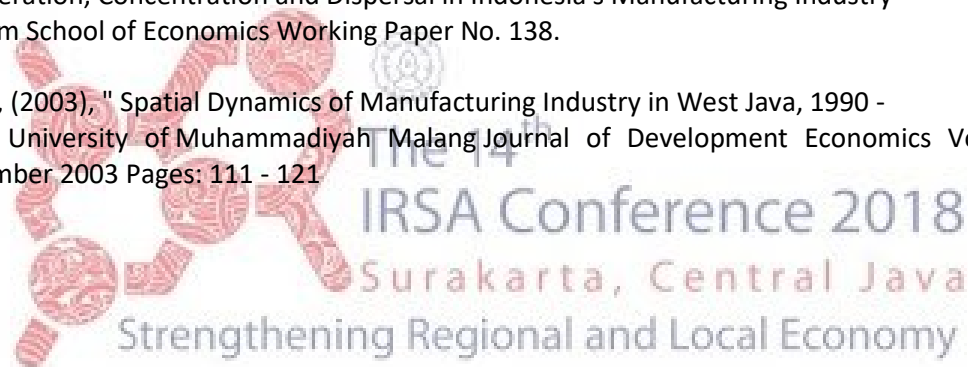 eration, Concentration and Dispersal in Indonesia's Manufacturing Industry
m School of Economics Working Paper No. 138.
, (2003), " Spatial Dynamics of Manufacturing Industry in West Java, 1990 -
University of Muhammadiyah Malang Journal of Development Economics Vo
mber 2003 Pages: 111 - 121
The 14th
IRSA Conference 2018
Surakarta, Central Java
Strengthening Regional and Local Economy